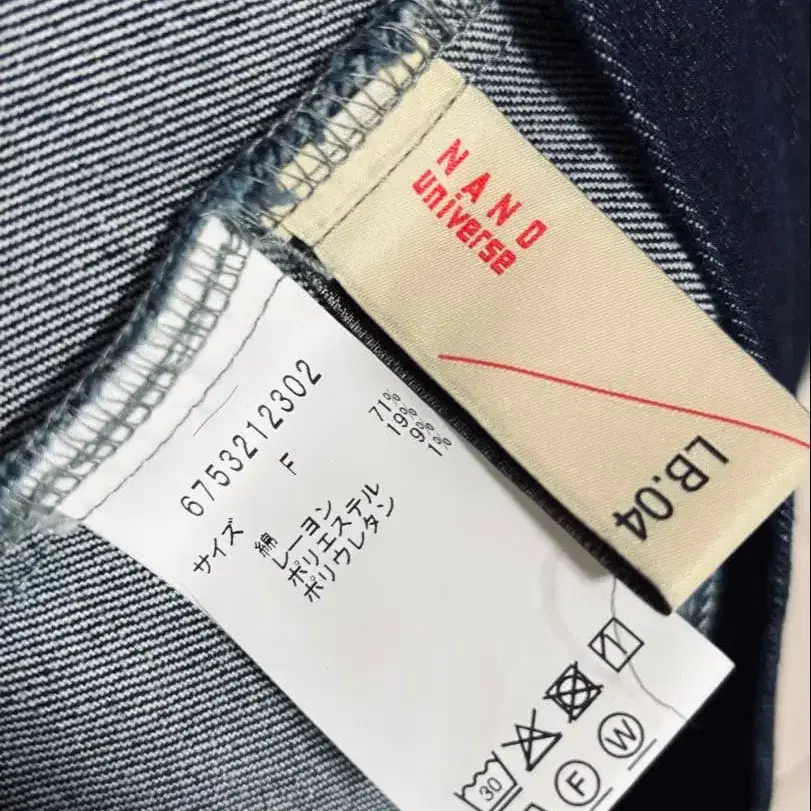 NANO
universe
LB.04
6753212302
サイズ F
綿 71%
レーヨン 19%
ポリエステル 9%
ポリウレタン 1%
30
F
W